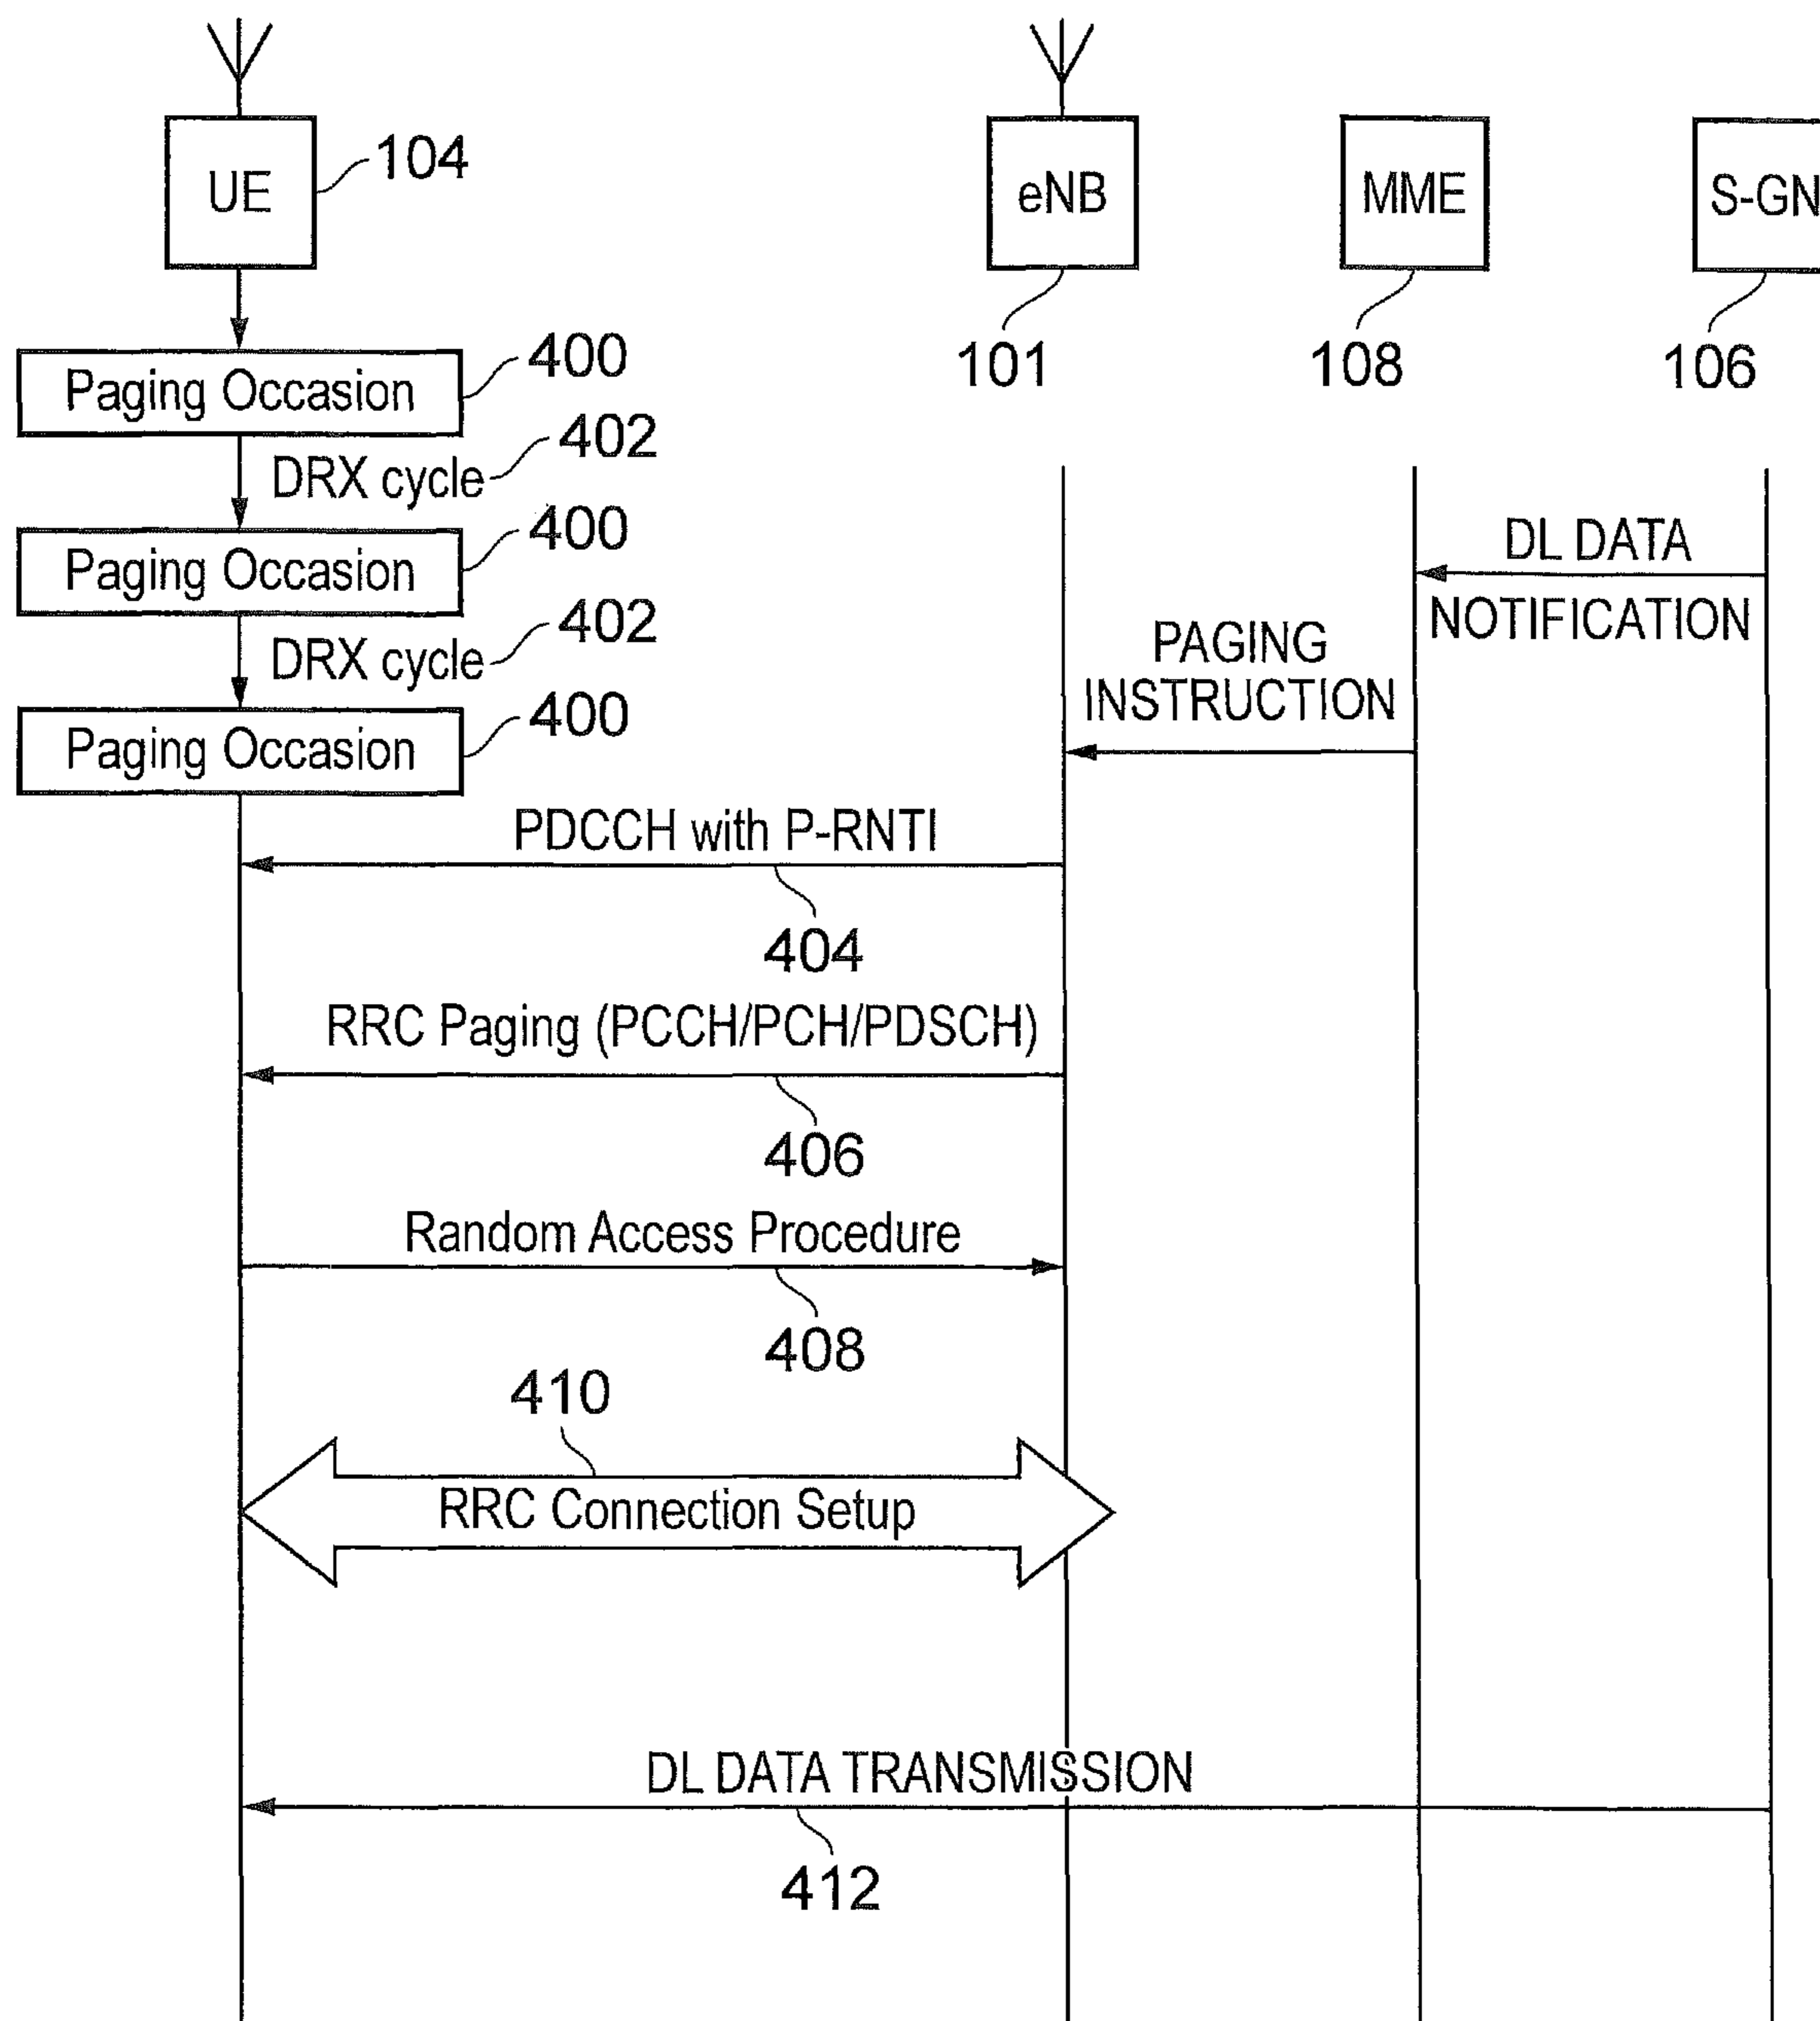 UE
104
eNB
101
MME
108
S-GN
106
Paging Occasion
400
DRX cycle
402
Paging Occasion
400
DRX cycle
402
Paging Occasion
400
DL DATA
NOTIFICATION
PAGING
INSTRUCTION
PDCCH with P-RNTI
404
RRC Paging (PCCH/PCH/PDSCH)
406
Random Access Procedure
408
410
RRC Connection Setup
DL DATA TRANSMISSION
412